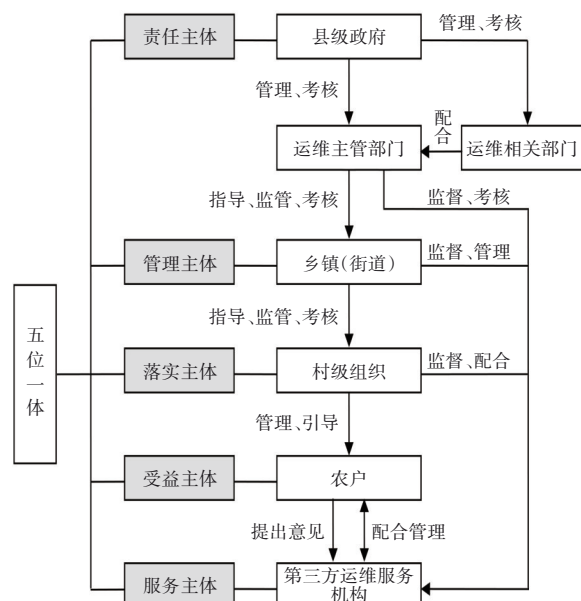 责任主体
县级政府
管理、考核
管理、考核
配合
运维主管部门
运维相关部门
指导、监管、考核
监督、考核
管理主体
乡镇(街道)
监督、管理
五位一体
指导、监管、考核
落实主体
村级组织
监督、配合
管理、引导
受益主体
农户
提出意见
配合管理
服务主体
第三方运维服务
机构